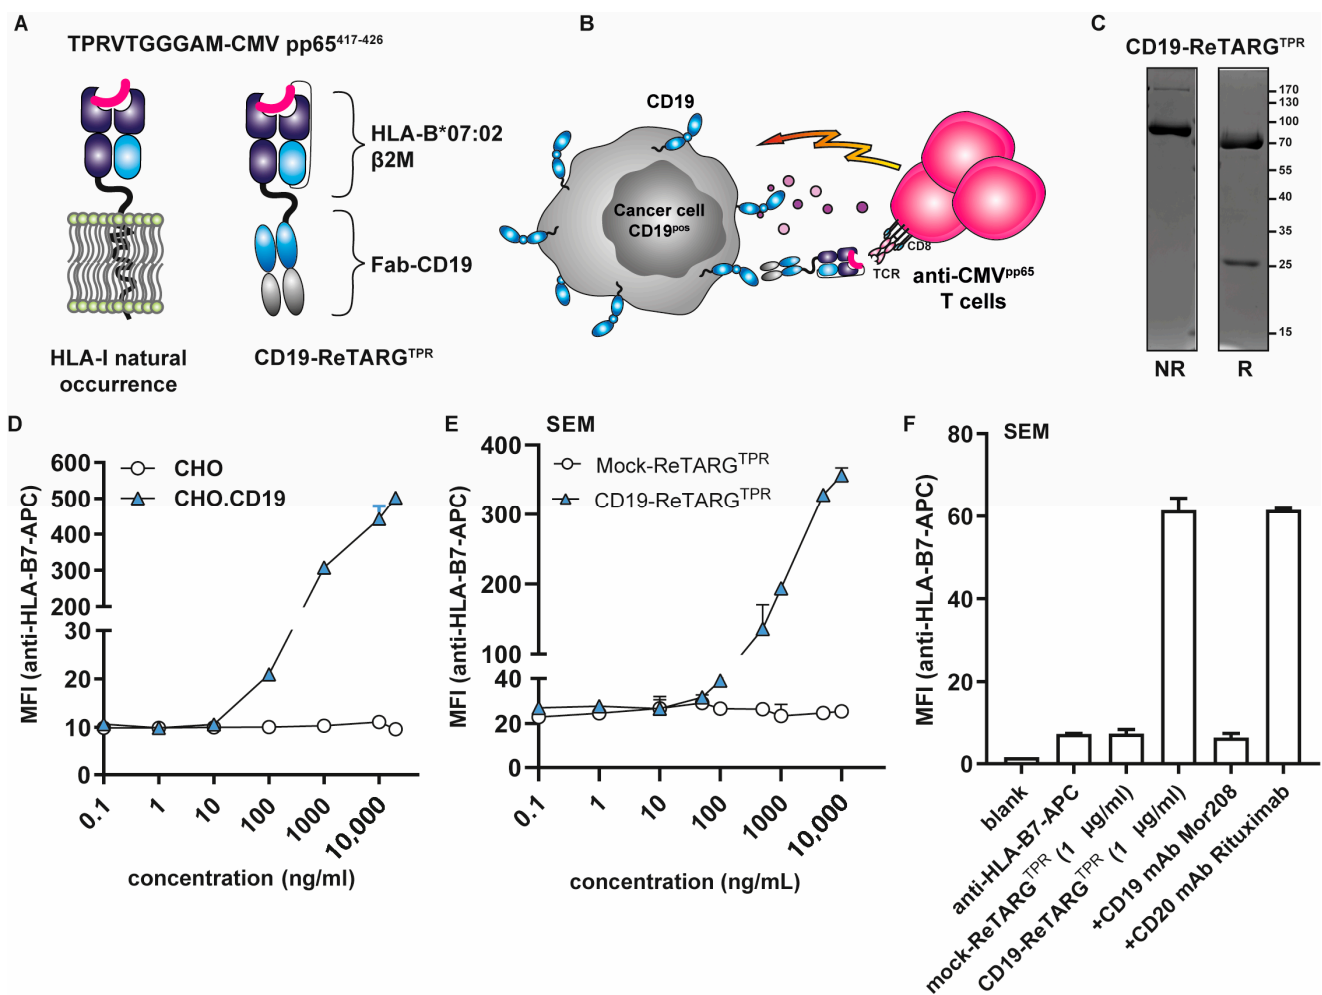 A
TPRVTGGGAM-CMV pp65417-426
HLA-B*07:02
β2M
Fab-CD19
HLA-I natural
occurrence
CD19-ReTARGTPR
B
CD19
Cancer cell
CD19pos
CD8
TCR
anti-CMVpp65
T cells
C
CD19-ReTARGTPR
170
130
100
70
55
40
35
25
15
NR
R
D
CHO
CHO.CD19
MFI (anti-HLA-B7-APC)
600
500
400
300
200
30
20
10
0
0.1
1
10
100
1000
10,000
concentration (ng/ml)
E
SEM
Mock-ReTARGTPR
CD19-ReTARGTPR
MFI (anti-HLA-B7-APC)
400
300
200
100
40
20
0
0.1
1
10
100
1000
10,000
concentration (ng/mL)
F
SEM
MFI (anti-HLA-B7-APC)
80
60
40
20
0
blank
anti-HLA-B7-APC
mock-ReTARGTPR (1 μg/ml)
CD19-ReTARGTPR (1 μg/ml)
+CD19 mAb Mor208
+CD20 mAb Rituximab